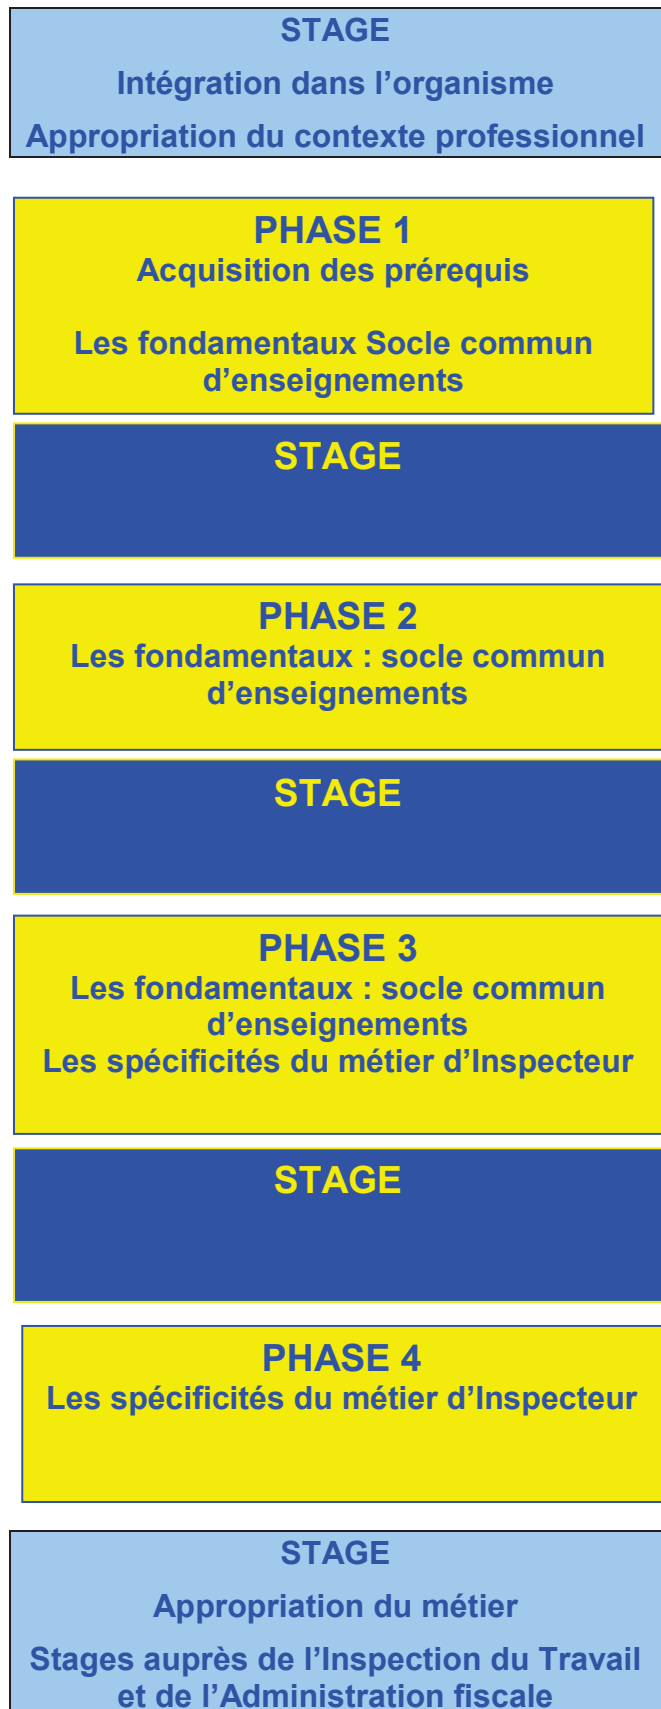 STAGE
Intégration dans l’organisme
Appropriation du contexte professionnel
PHASE 1
Acquisition des prérequis
Les fondamentaux Socle commun
d’enseignements
STAGE
PHASE 2
Les fondamentaux : socle commun
d’enseignements
STAGE
PHASE 3
Les fondamentaux : socle commun
d’enseignements
Les spécificités du métier d’Inspecteur
STAGE
PHASE 4
Les spécificités du métier d’Inspecteur
STAGE
Appropriation du métier
Stages auprès de l’Inspection du Travail
et de l’Administration fiscale